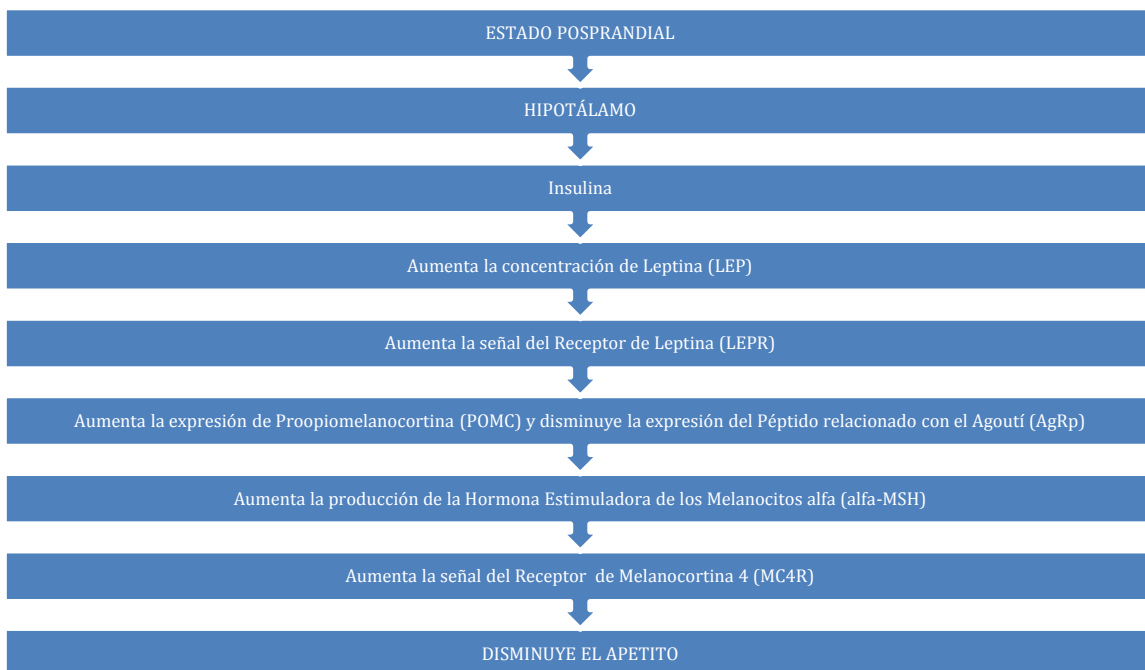 ESTADO POSPRANDIAL
HIPOTÁLAMO
Insulina
Aumenta la concentración de Leptina (LEP)
Aumenta la señal del Receptor de Leptina (LEPR)
Aumenta la expresión de Proopiomelanocortina (POMC) y disminuye la expresión del Péptido relacionado con el Agoutí (AgRp)
Aumenta la producción de la Hormona Estimuladora de los Melanocitos alfa (alfa-MSH)
Aumenta la señal del Receptor de Melanocortina 4 (MC4R)
DISMINUYE EL APETITO